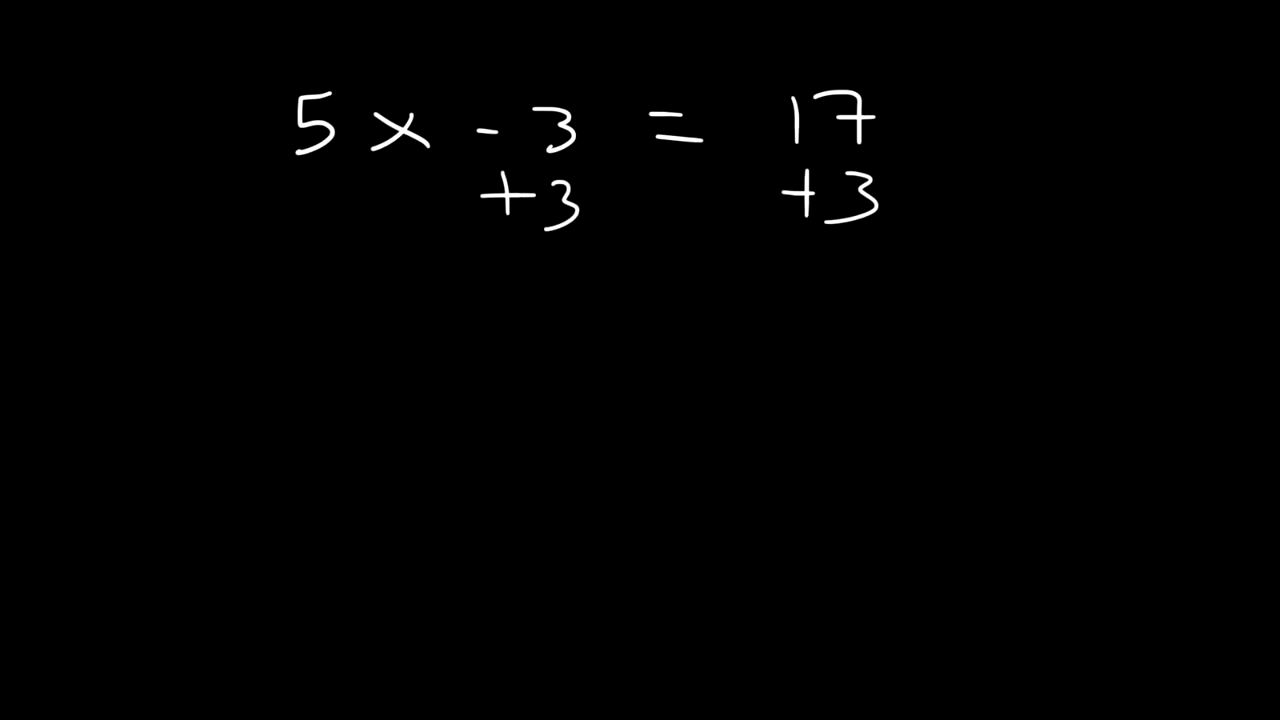 5x - 3 = 17
+3 +3